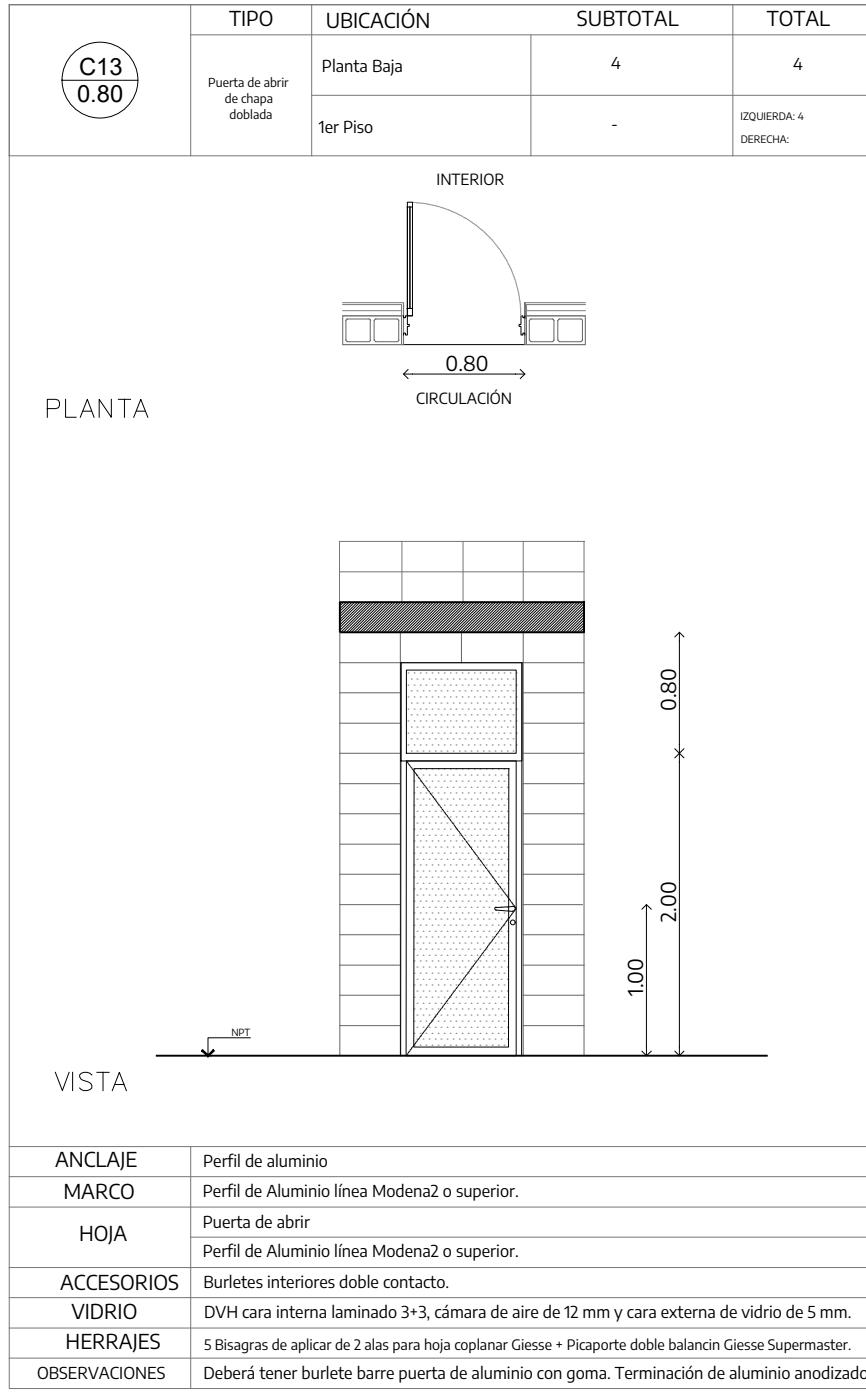 C13
0.80
TIPO
UBICACIÓN
SUBTOTAL
TOTAL
Puerta de abrir
de chapa
doblada
Planta Baja
4
4
1er Piso
-
IZQUIERDA: 4
DERECHA:
INTERIOR
0.80
CIRCULACIÓN
PLANTA
0.80
2.00
1.00
NPT
VISTA
ANCLAJE
Perfil de aluminio
MARCO
Perfil de Aluminio línea Modena2 o superior.
HOJA
Puerta de abrir
Perfil de Aluminio línea Modena2 o superior.
ACCESORIOS
Burletes interiores doble contacto.
VIDRIO
DVH cara interna laminado 3+3, cámara de aire de 12 mm y cara externa de vidrio de 5 mm.
HERRAJES
5 Bisagras de aplicar de 2 alas para hoja coplanar Giesse + Picaporte doble balancin Giesse Supermaster.
OBSERVACIONES
Deberá tener burlete barre puerta de aluminio con goma. Terminación de aluminio anodizado